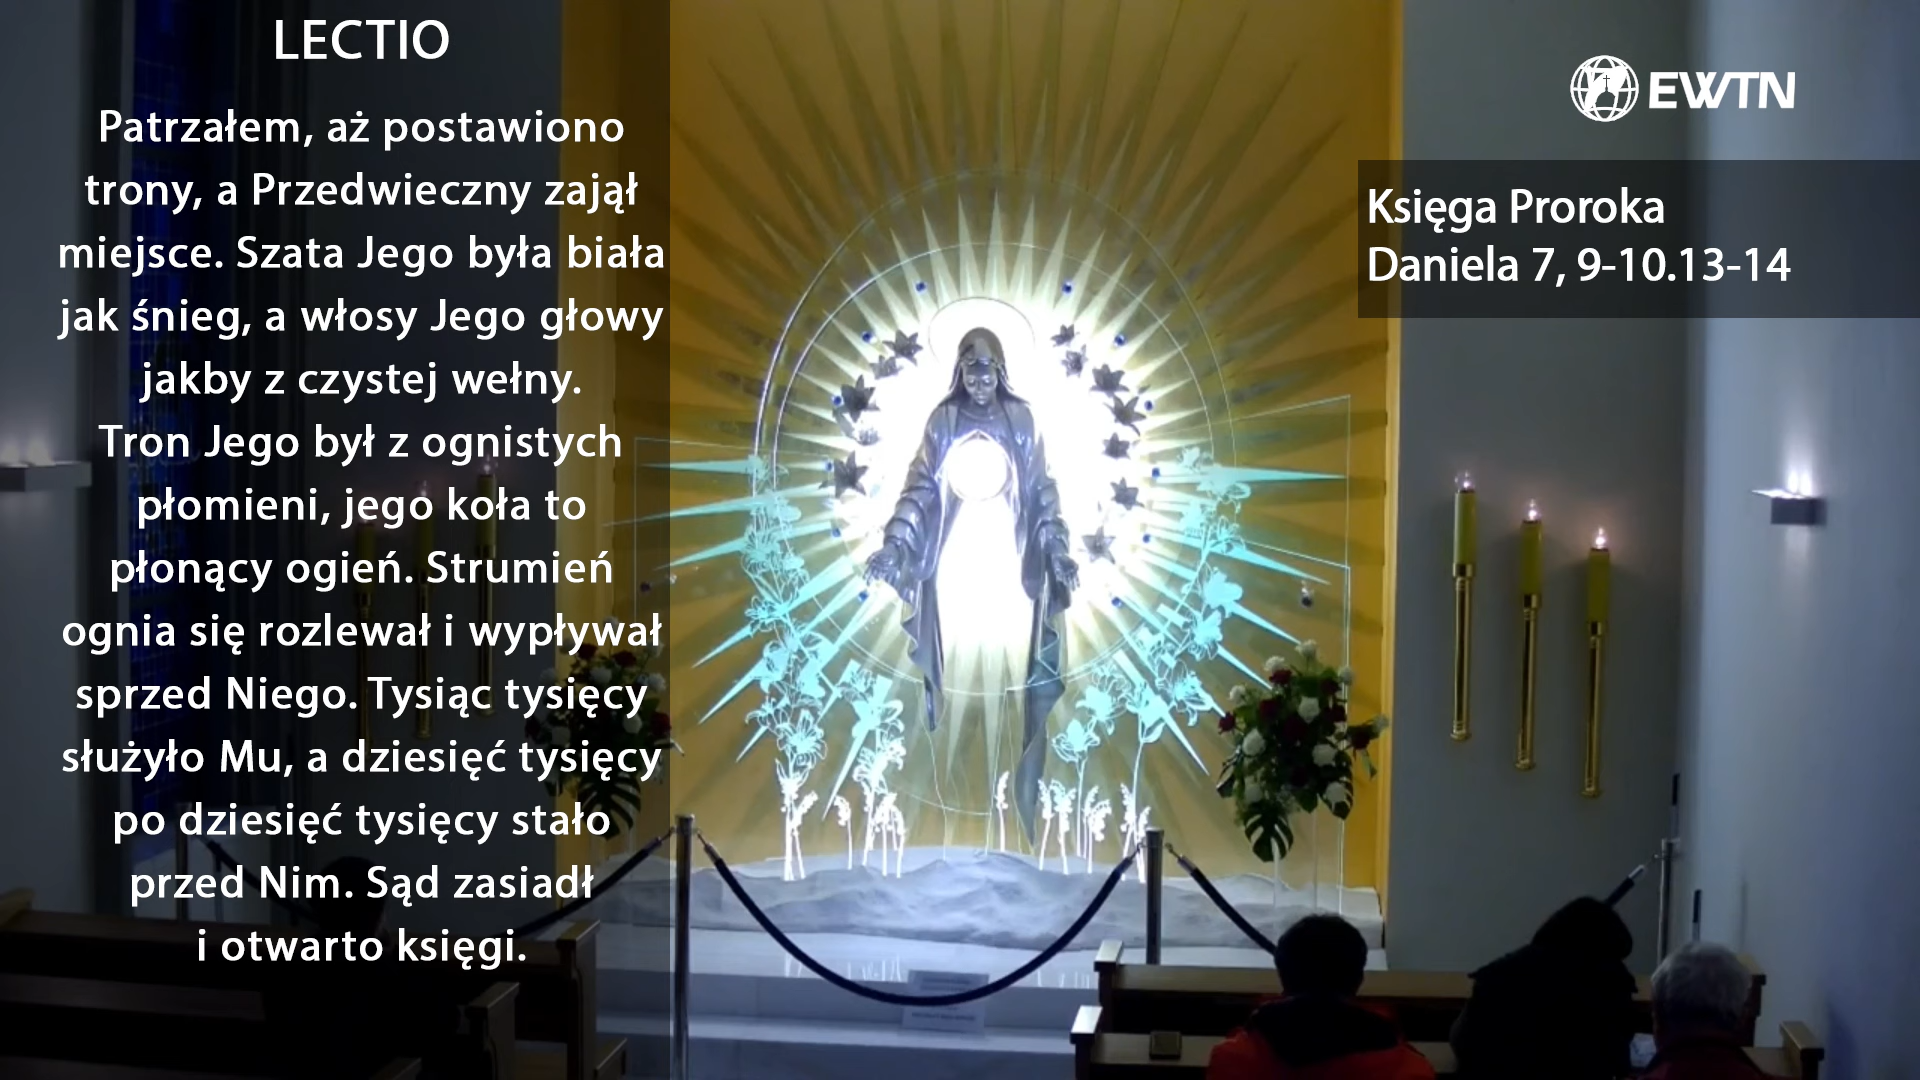 LECTIO
Patrzałem, aż postawiono
trony, a Przedwieczny zajął
miejsce. Szata Jego była biała
jak śnieg, a włosy Jego głowy
jakby z czystej wełny.
Tron Jego był z ognistych
płomieni, jego koła to
płonący ogień. Strumień
ognia się rozlewał i wypływał
sprzed Niego. Tysiąc tysięcy
służyło Mu, a dziesięć tysięcy
po dziesięć tysięcy stało
przed Nim. Sąd zasiadł
i otwarto księgi.
EWTN
Księga Proroka
Daniela 7, 9-10.13-14